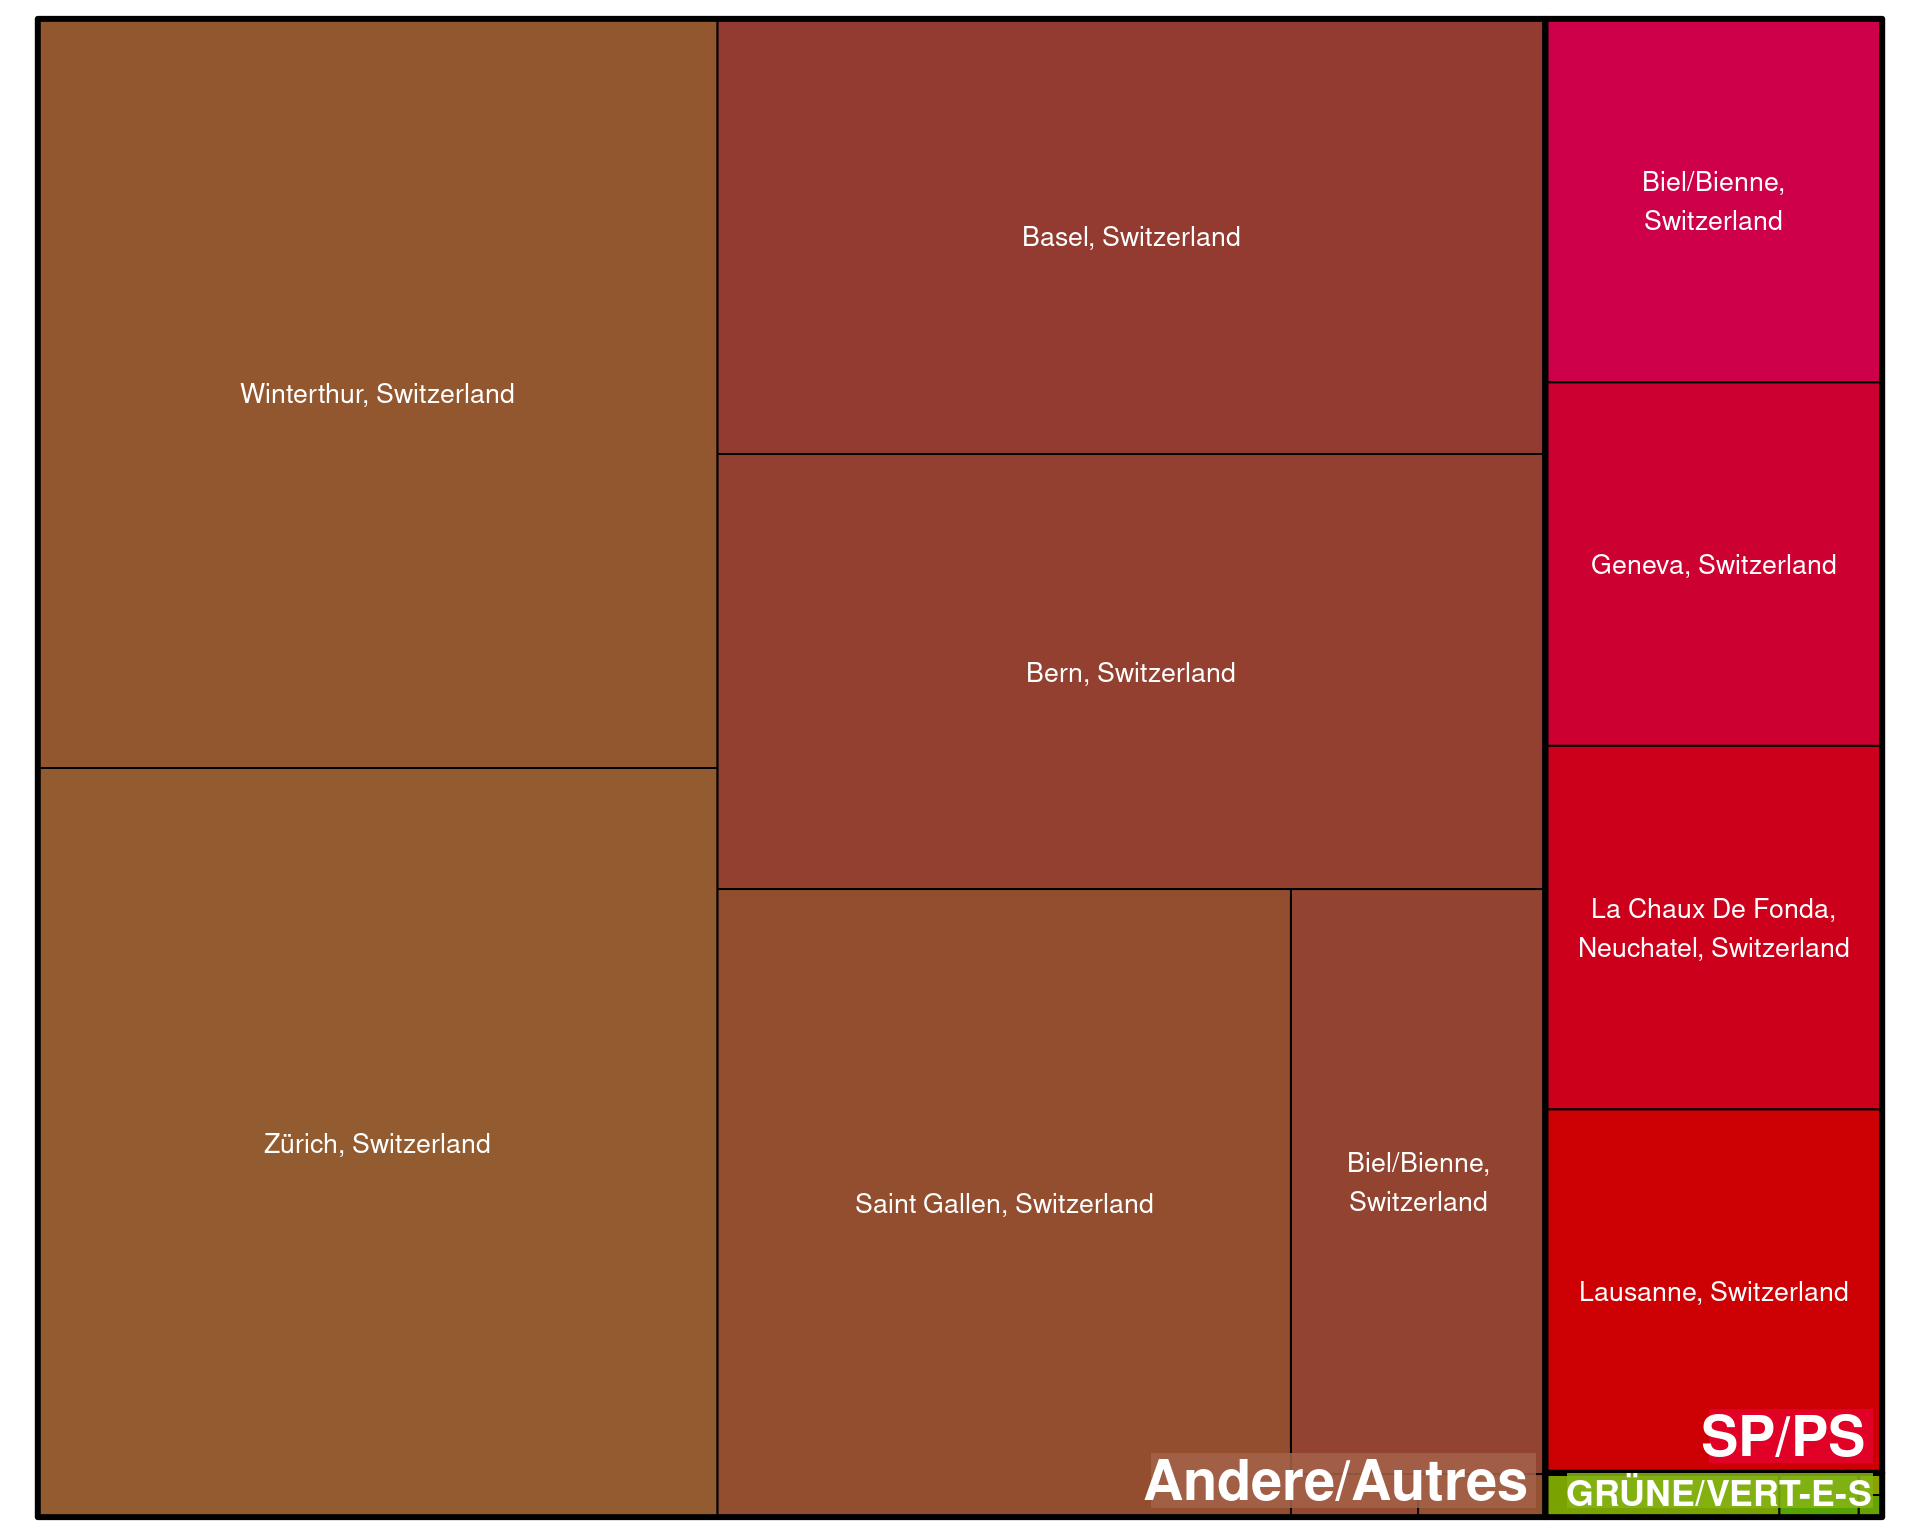 Winterthur, Switzerland
Zürich, Switzerland
Basel, Switzerland
Bern, Switzerland
Saint Gallen, Switzerland
Biel/Bienne,
Switzerland
Andere/Autres
Biel/Bienne,
Switzerland
Geneva, Switzerland
La Chaux De Fonda,
Neuchatel, Switzerland
Lausanne, Switzerland
SP/PS
GRÜNE/VERT-E-S